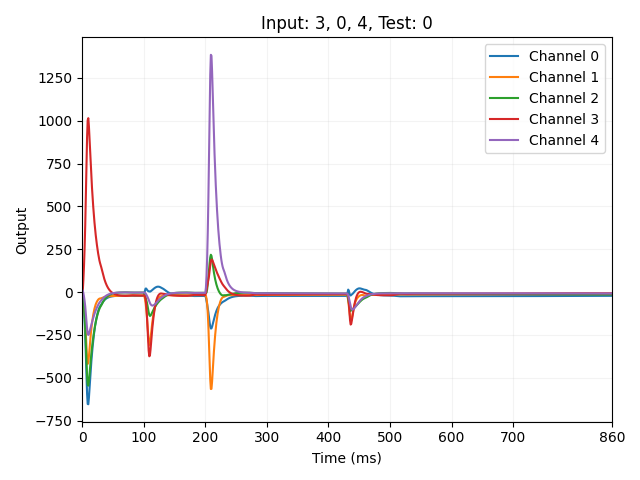 Input: 3, 0, 4, Test: 0
Channel 0
Channel 1
Channel 2
Channel 3
Channel 4
Output
1250
1000
750
500
250
0
−250
−500
−750
0 100 200 300 400 500 600 700 860
Time (ms)